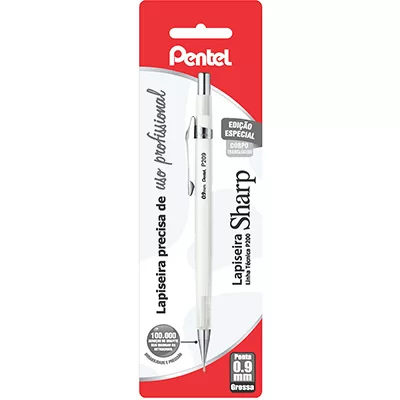 Pentel
EDIÇÃO
ESPECIAL
CORPO
Lapiseira precisa de
uso profissional
0.9mm Pentel P209
Lapiseira
Sharp
Linha Técnica P200
100.000
Ponta
0.9
mm
Grossa